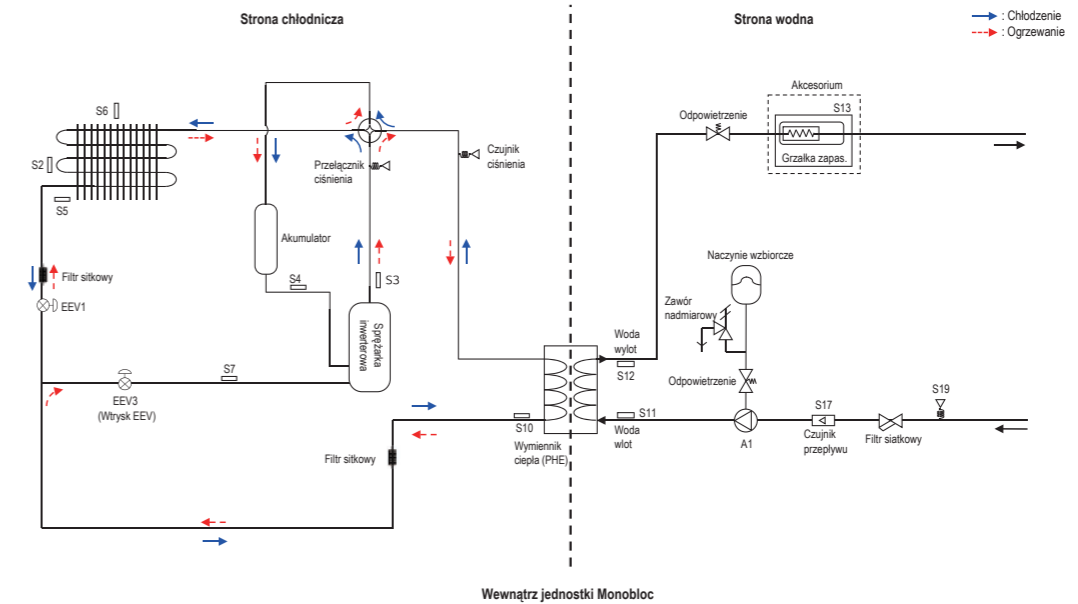 Strona chłodnicza
Strona wodna
: Chłodzenie
: Ogrzewanie
Akcesorium
S6
S13
Odpowietrzenie
Grzałka zapas.
S2
Przełącznik
ciśnienia
Czujnik
ciśnienia
S5
Akumulator
Naczynie wzbiorcze
Filtr sitkowy
S4
S3
EEV1
Zawór
nadmiarowy
Sprężarka
inwerterowa
Woda
wylot
S7
S12
Odpowietrzenie
EEV3
(Wtrysk EEV)
S19
S10
S11
S17
Woda
wlot
A1
Czujnik
przepływu
Filtr siatkowy
Wymiennik
ciepła (PHE)
Filtr sitkowy
Wewnątrz jednostki Monobloc